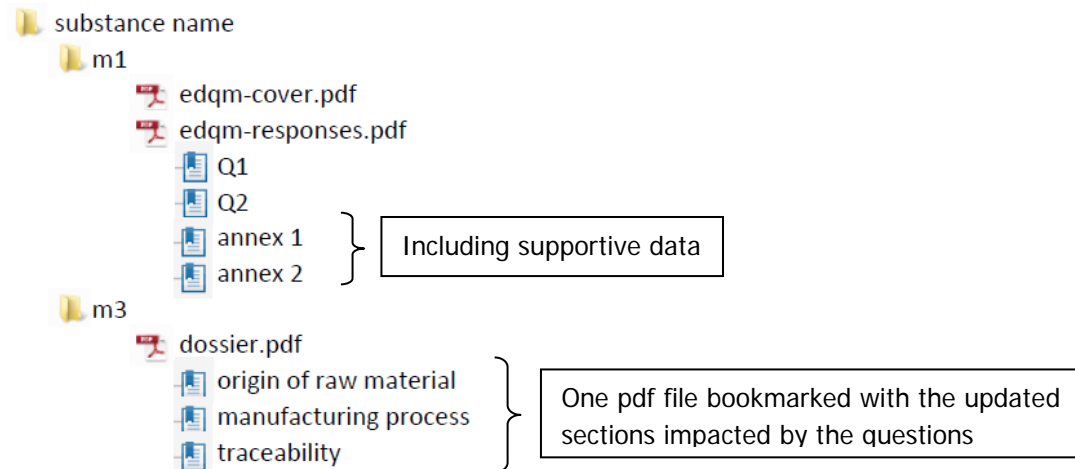 substance name
m1
edqm-cover.pdf
edqm-responses.pdf
Q1
Q2
annex 1
annex 2
Including supportive data
m3
dossier.pdf
origin of raw material
manufacturing process
traceability
One pdf file bookmarked with the updated
sections impacted by the questions